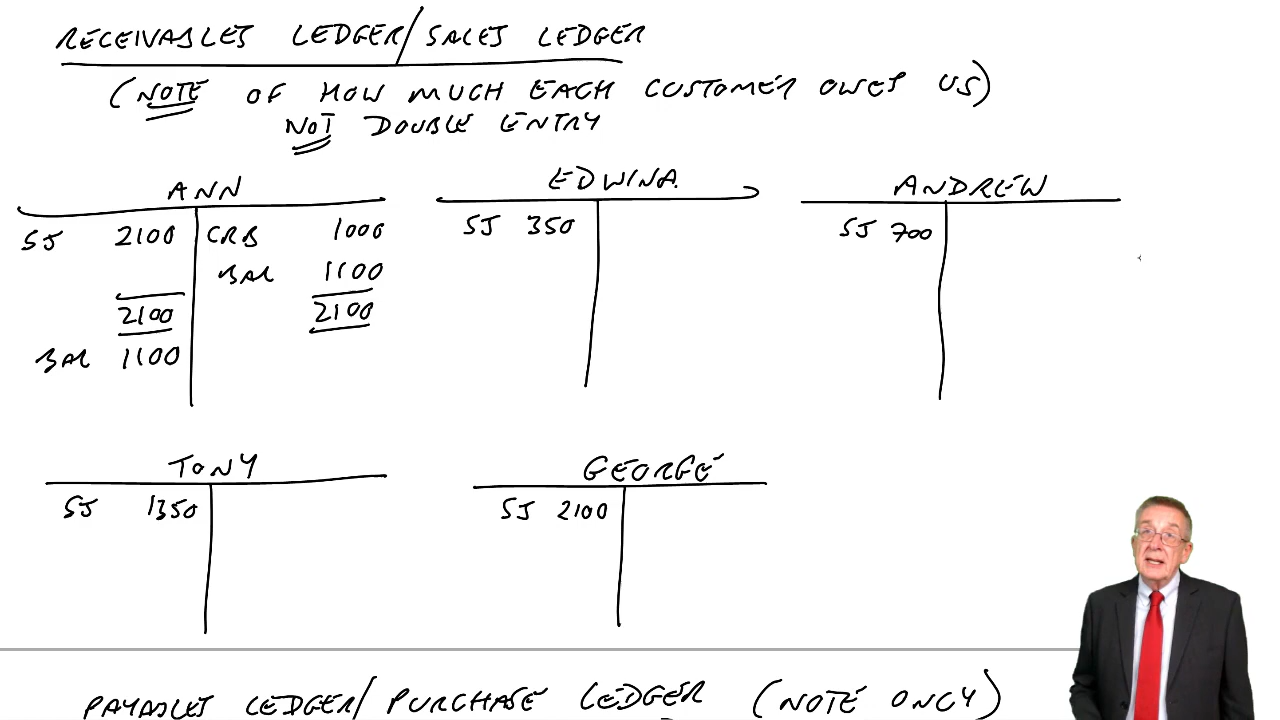 RECEIVABLES LEDGER/SALES LEDGER
(NOTE OF HOW MUCH EACH CUSTOMER OWES US)
NOT DOUBLE ENTRY
ANN
SJ 2100 CRB 1000
BAL 1100
2100 2100
BAL 1100
EDWINA
SJ 350
ANDREW
SJ 700
TONY
SJ 1350
GEORGE
SJ 2100
PAYABLES LEDGER/PURCHASE LEDGER (NOTE ONLY)